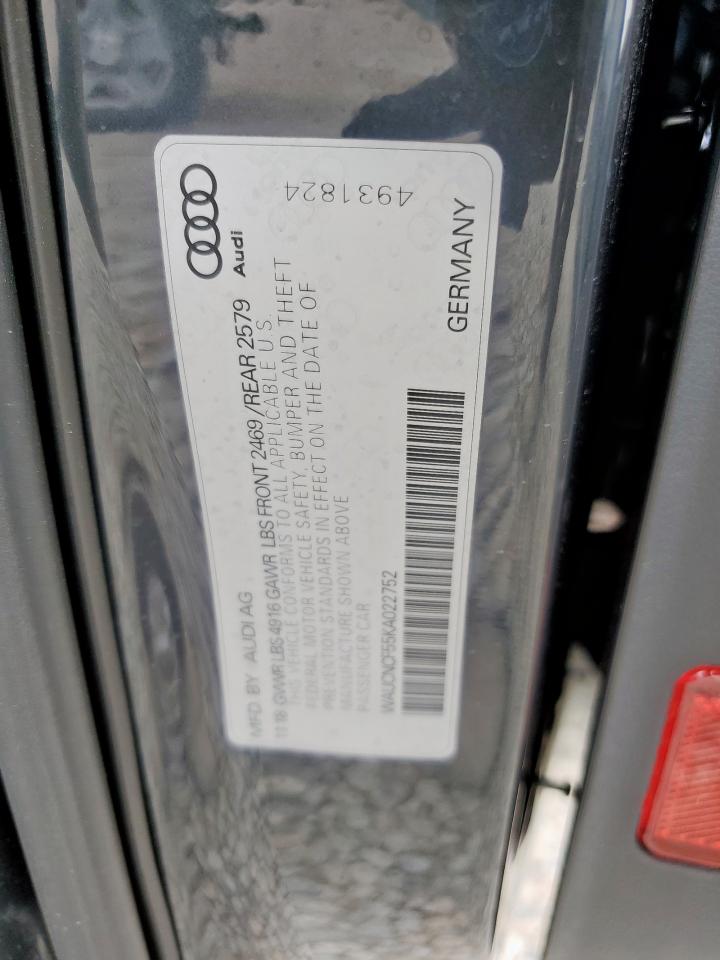 MFD BY AUDI AG
Audi
11 18 GVWR LBS 4916 GAWR LBS FRONT 2469 /REAR 2579
THIS VEHICLE CONFORMS TO ALL APPLICABLE U.S.
FEDERAL MOTOR VEHICLE SAFETY, BUMPER AND THEFT
PREVENTION STANDARDS IN EFFECT ON THE DATE OF
MANUFACTURE SHOWN ABOVE
PASSENGER CAR
4931824
WAUCNCF55KA022752
GERMANY